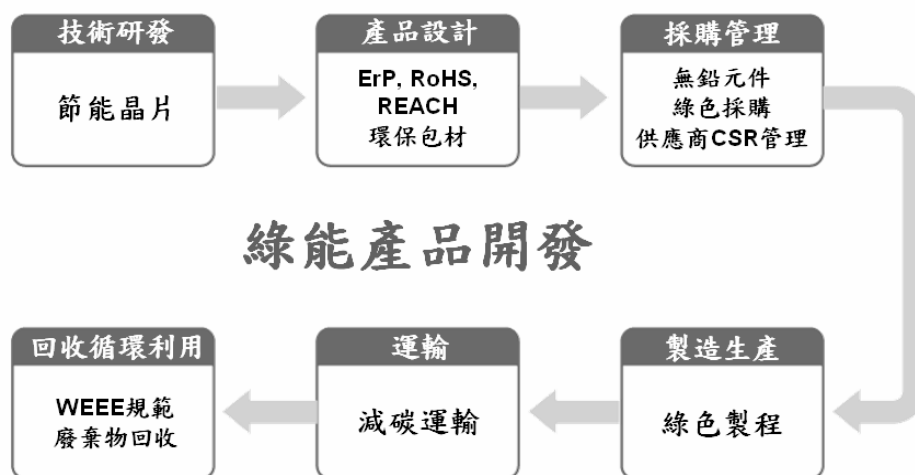 技術研發
節能晶片
產品設計
ErP, RoHS,
REACH
環保包材
採購管理
無鉛元件
綠色採購
供應商CSR管理
綠能產品開發
回收循環利用
WEEE規範
廢棄物回收
運輸
減碳運輸
製造生產
綠色製程